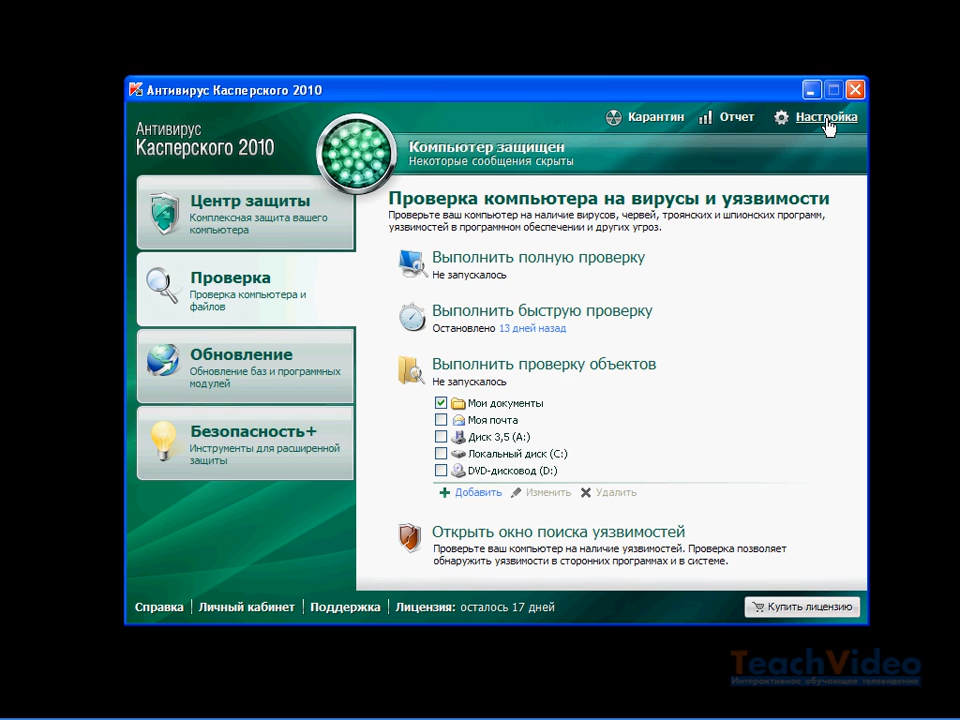 Антивирус Касперского 2010
Карантин Отчет Настройка
Антивирус
Касперского 2010
Компьютер защищен
Некоторые сообщения скрыты
Центр защиты
Комплексная защита вашего
компьютера
Проверка
Проверка компьютера и
файлов
Обновление
Обновление баз и программных
модулей
Безопасность+
Инструменты для расширенной
защиты
Проверка компьютера на вирусы и уязвимости
Проверьте ваш компьютер на наличие вирусов, червей, троянских и шпионских программ,
уязвимостей в программном обеспечении и других угроз.
Выполнить полную проверку
Не запускалось
Выполнить быструю проверку
Остановлено 13 дней назад
Выполнить проверку объектов
Не запускалось
Мои документы
Моя почта
Диск 3,5 (A:)
Локальный диск (C:)
DVD-дисковод (D:)
Добавить Изменить Удалить
Открыть окно поиска уязвимостей
Проверьте ваш компьютер на наличие уязвимостей. Проверка позволяет
обнаружить уязвимости в сторонних программах и в системе.
Справка Личный кабинет Поддержка Лицензия: осталось 17 дней
Купить лицензию
TeachVideo
Интерактивное обучающее телевидение